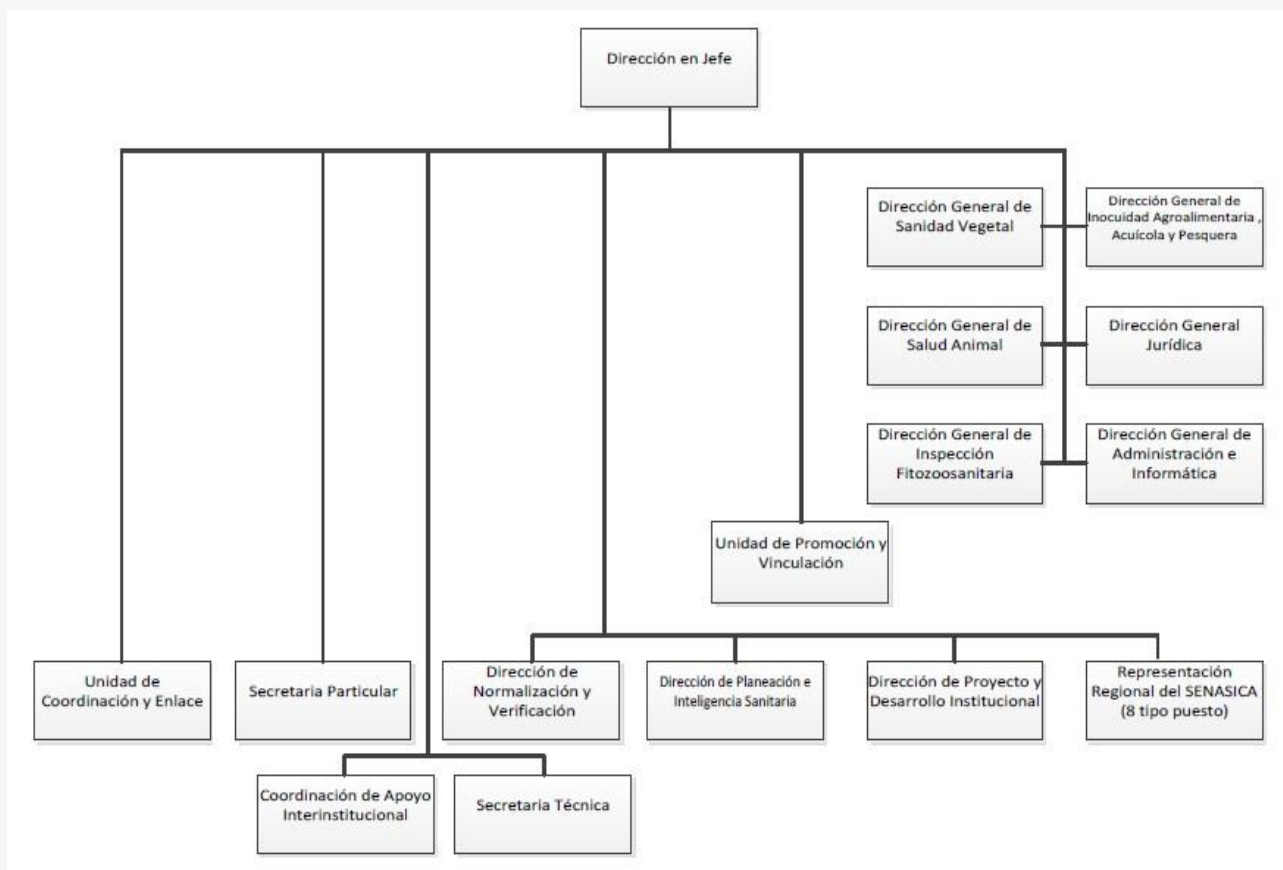 Dirección en Jefe
Dirección General de
Sanidad Vegetal
Dirección General de
Inocuidad Agroalimentaria ,
Acuícola y Pesquera
Dirección General de
Salud Animal
Dirección General
Jurídica
Dirección General de
Inspección
Fitozoosanitaria
Dirección General de
Administración e
Informática
Unidad de Promoción y
Vinculación
Unidad de
Coordinación y Enlace
Secretaria Particular
Dirección de
Normalización y
Verificación
Dirección de Planeación e
Inteligencia Sanitaria
Dirección de Proyecto y
Desarrollo Institucional
Representación
Regional del SENASICA
(8 tipo puesto)
Coordinación de Apoyo
Interinstitucional
Secretaria Técnica